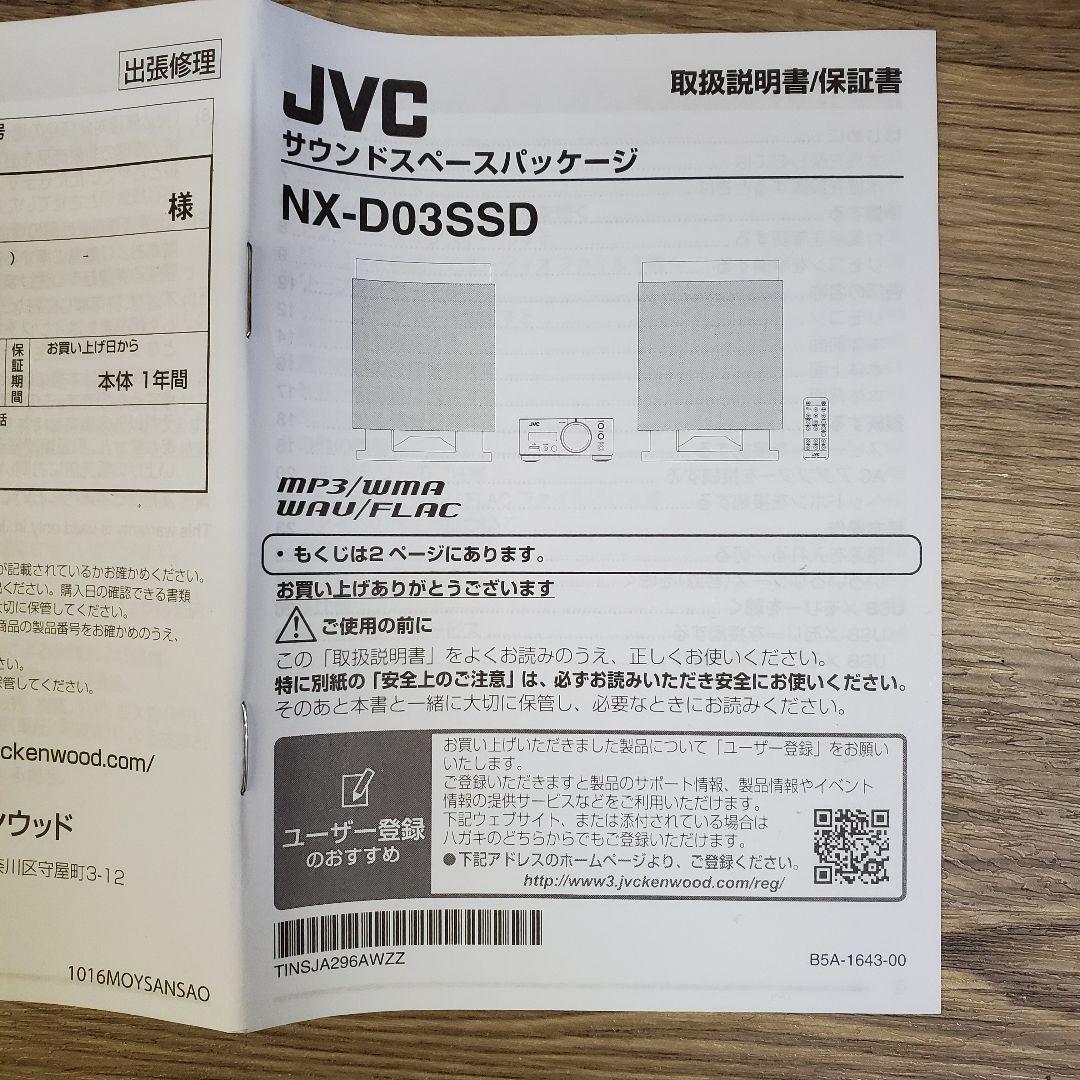 出張修理
号
様
) -
保証期間
お買い上げ日から
本体 1年間
話
が記載されているかお確かめください。
ください。購入日の確認できる書類
大切に保管してください。
商品の製品番号をお確かめのうえ、
さい。
保管してください。
vckenwood.com/
ウッド
奈川区守屋町3-12
1016MOYSANSAO
JVC
取扱説明書/保証書
サウンドスペースパッケージ
NX-D03SSD
JVC
JVC
MP3/WMA
WAV/FLAC
・ もくじは2 ページにあります。
お買い上げありがとうございます
ご使用の前に
この「取扱説明書」をよくお読みのうえ、正しくお使いください。
特に別紙の「安全上のご注意」は、必ずお読みいただき安全にお使いください。
そのあと本書と一緒に大切に保管し、必要なときにお読みください。
ユーザー登録
のおすすめ
お買い上げいただきました製品について「ユーザー登録」をお願い
いたします。
ご登録いただきますと製品のサポート情報、製品情報やイベント
情報の提供サービスなどをご利用いただけます。
下記ウェブサイト、または添付されている場合は
ハガキのどちらからでもご登録いただけます。
●下記アドレスのホームページより、ご登録ください。
http://www3.jvckenwood.com/reg/
TINSJA296AWZZ
B5A-1643-00